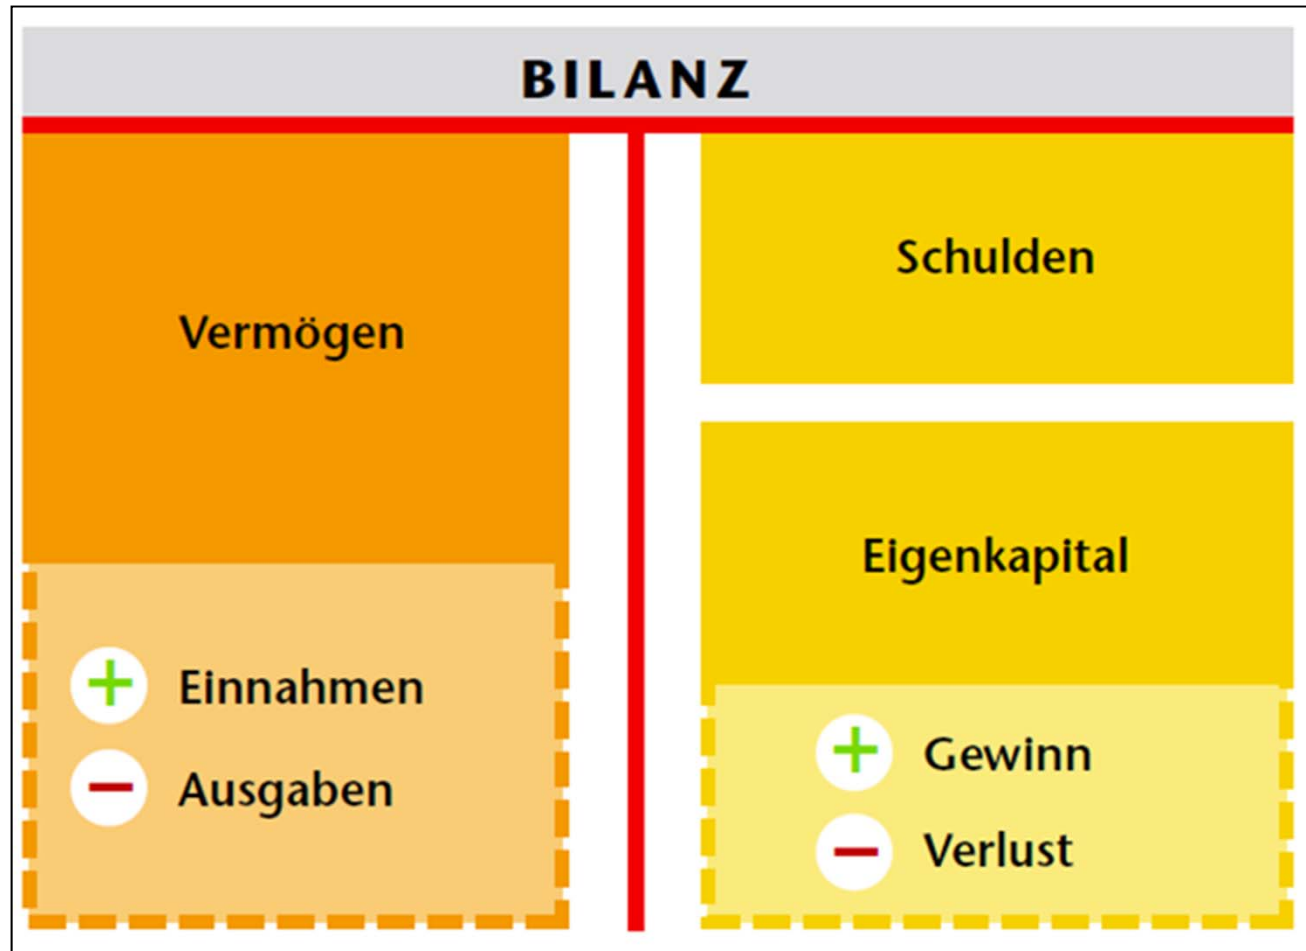 BILANZ
Vermögen
+ Einnahmen
− Ausgaben
Schulden
Eigenkapital
+ Gewinn
− Verlust